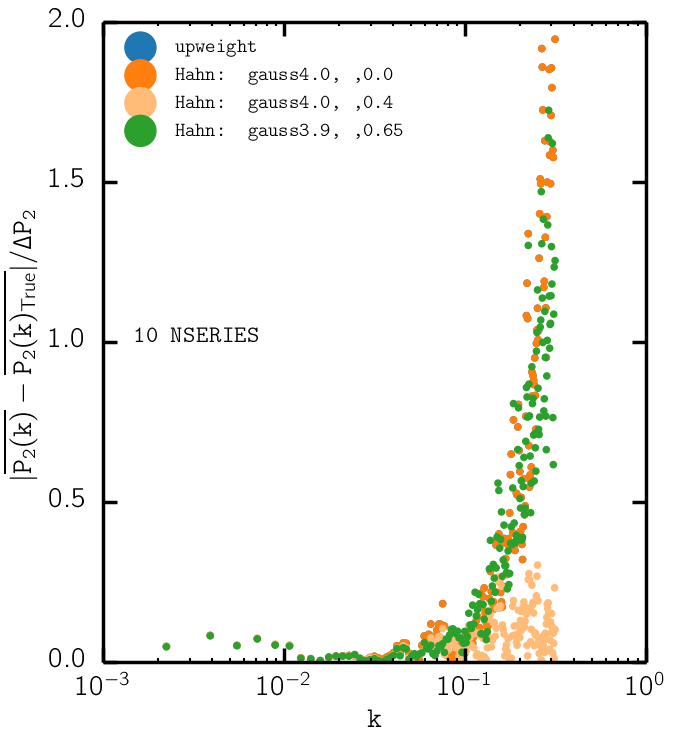 2.0
1.5
1.0
0.5
0.0
upweight
Hahn: gauss4.0, ,0.0
Hahn: gauss4.0, ,0.4
Hahn: gauss3.9, ,0.65
10 NSERIES
|P₂(k) − P₂(k)True|/ΔP₂
10⁻³ 10⁻² 10⁻¹ 10⁰
k